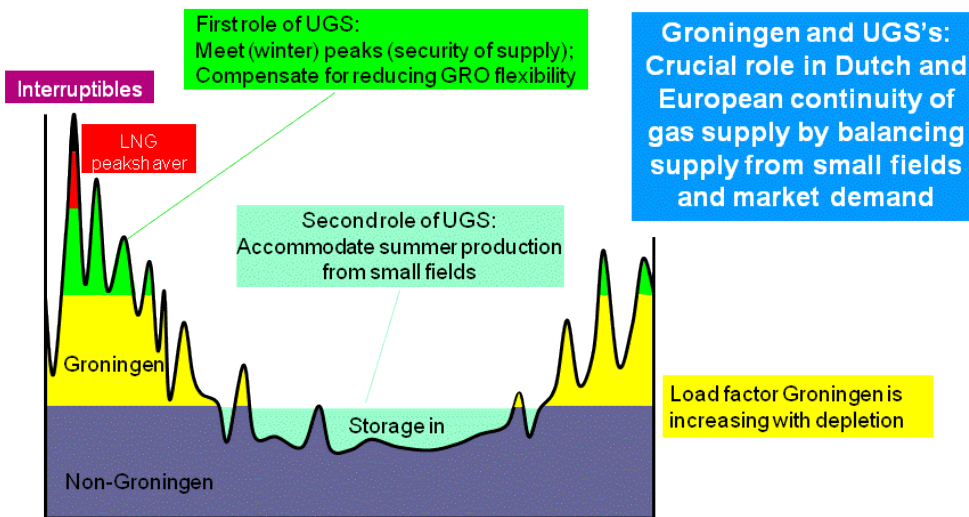 First role of UGS:
Meet (winter) peaks (security of supply);
Compensate for reducing GRO flexibility
Groningen and UGS's:
Crucial role in Dutch and
European continuity of
gas supply by balancing
supply from small fields
and market demand
Interruptibles
LNG
peakshaver
Second role of UGS:
Accommodate summer production
from small fields
Groningen
Load factor Groningen is
increasing with depletion
Storage in
Non-Groningen